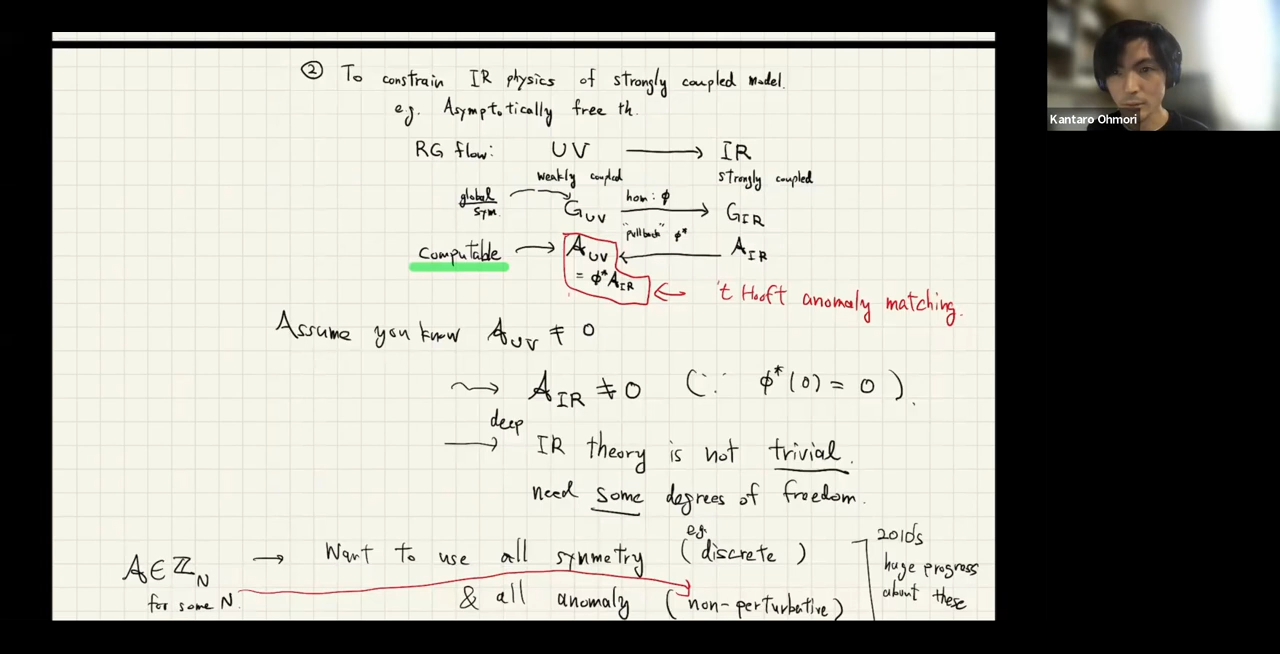 ② To constrain IR physics of strongly coupled model.
e.g. Asymptotically free th.
RG flow: UV → IR
weakly coupled strongly coupled
global sym. G_UV hom: φ G_IR
computable → A_UV "pullback" φ* A_IR
= φ* A_IR ← 't Hooft anomaly matching.
Assume you know A_UV ≠ 0
⇝ A_IR ≠ 0 (∵ φ*(0) = 0).
deep → IR theory is not trivial.
need some degrees of freedom.
A ∈ Z_N → Want to use all symmetry (e.g. discrete)
for some N. & all anomaly (non-perturbative)
2010s
huge progress
about these
Kantaro Ohmori